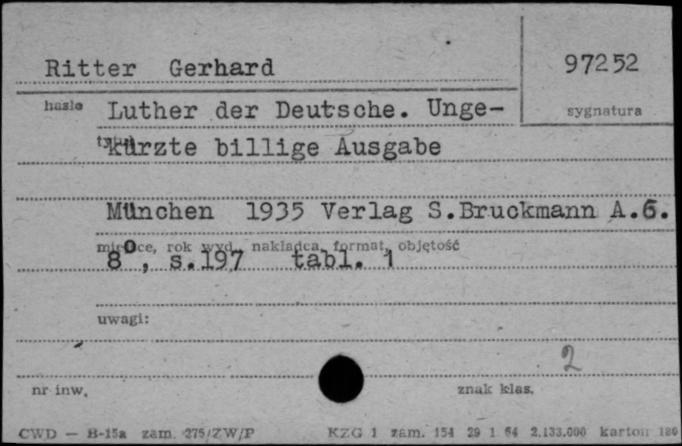 Ritter Gerhard
97252
hasło Luther der Deutsche. Unge-
sygnatura
tytuł kürzte billige Ausgabe
München 1935 Verlag S.Bruckmann A.G.
miejsce, rok wyd., nakładca, format, objętość
8°, s.197 tabl. 1
uwagi:
2
nr inw. znak klas.
CWD — B-15a zam. 275/ZW/P KZG 1 zam. 154 29 1 64 2.133.000 karton